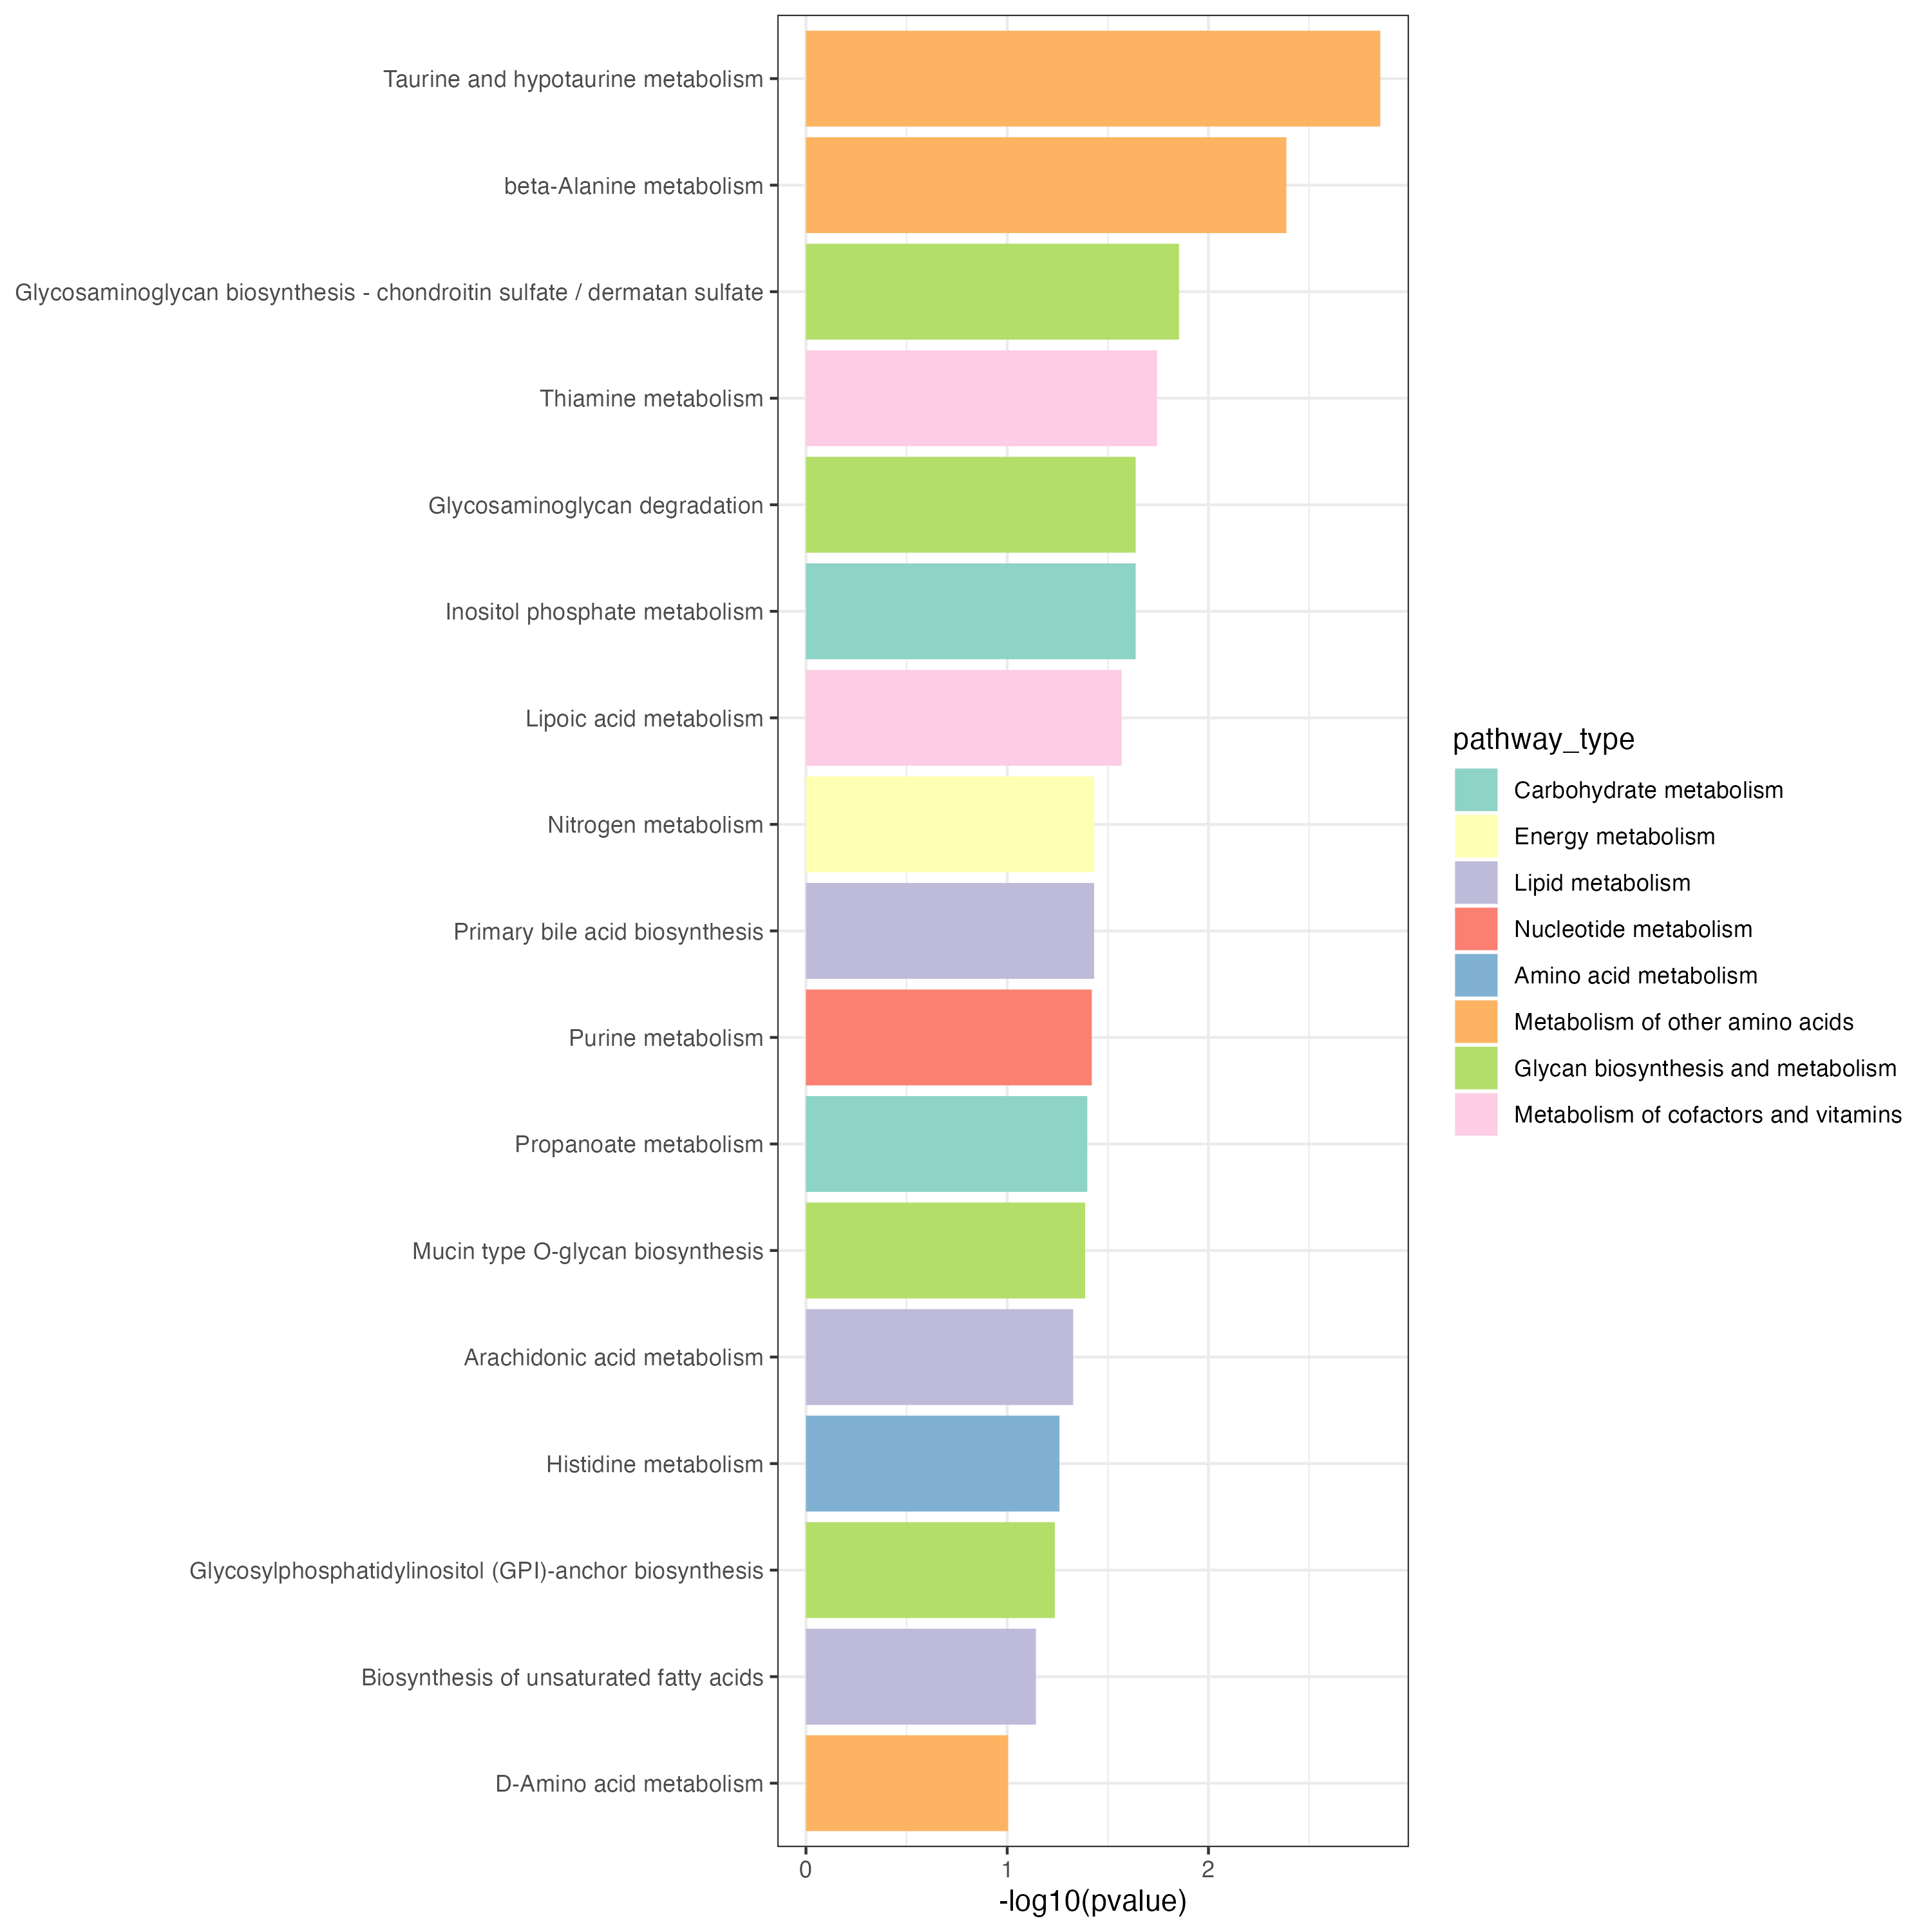 Taurine and hypotaurine metabolism
beta-Alanine metabolism
Glycosaminoglycan biosynthesis - chondroitin sulfate / dermatan sulfate
Thiamine metabolism
Glycosaminoglycan degradation
Inositol phosphate metabolism
Lipoic acid metabolism
Nitrogen metabolism
Primary bile acid biosynthesis
Purine metabolism
Propanoate metabolism
Mucin type O-glycan biosynthesis
Arachidonic acid metabolism
Histidine metabolism
Glycosylphosphatidylinositol (GPI)-anchor biosynthesis
Biosynthesis of unsaturated fatty acids
D-Amino acid metabolism
0 1 2
-log10(pvalue)
pathway_type
Carbohydrate metabolism
Energy metabolism
Lipid metabolism
Nucleotide metabolism
Amino acid metabolism
Metabolism of other amino acids
Glycan biosynthesis and metabolism
Metabolism of cofactors and vitamins